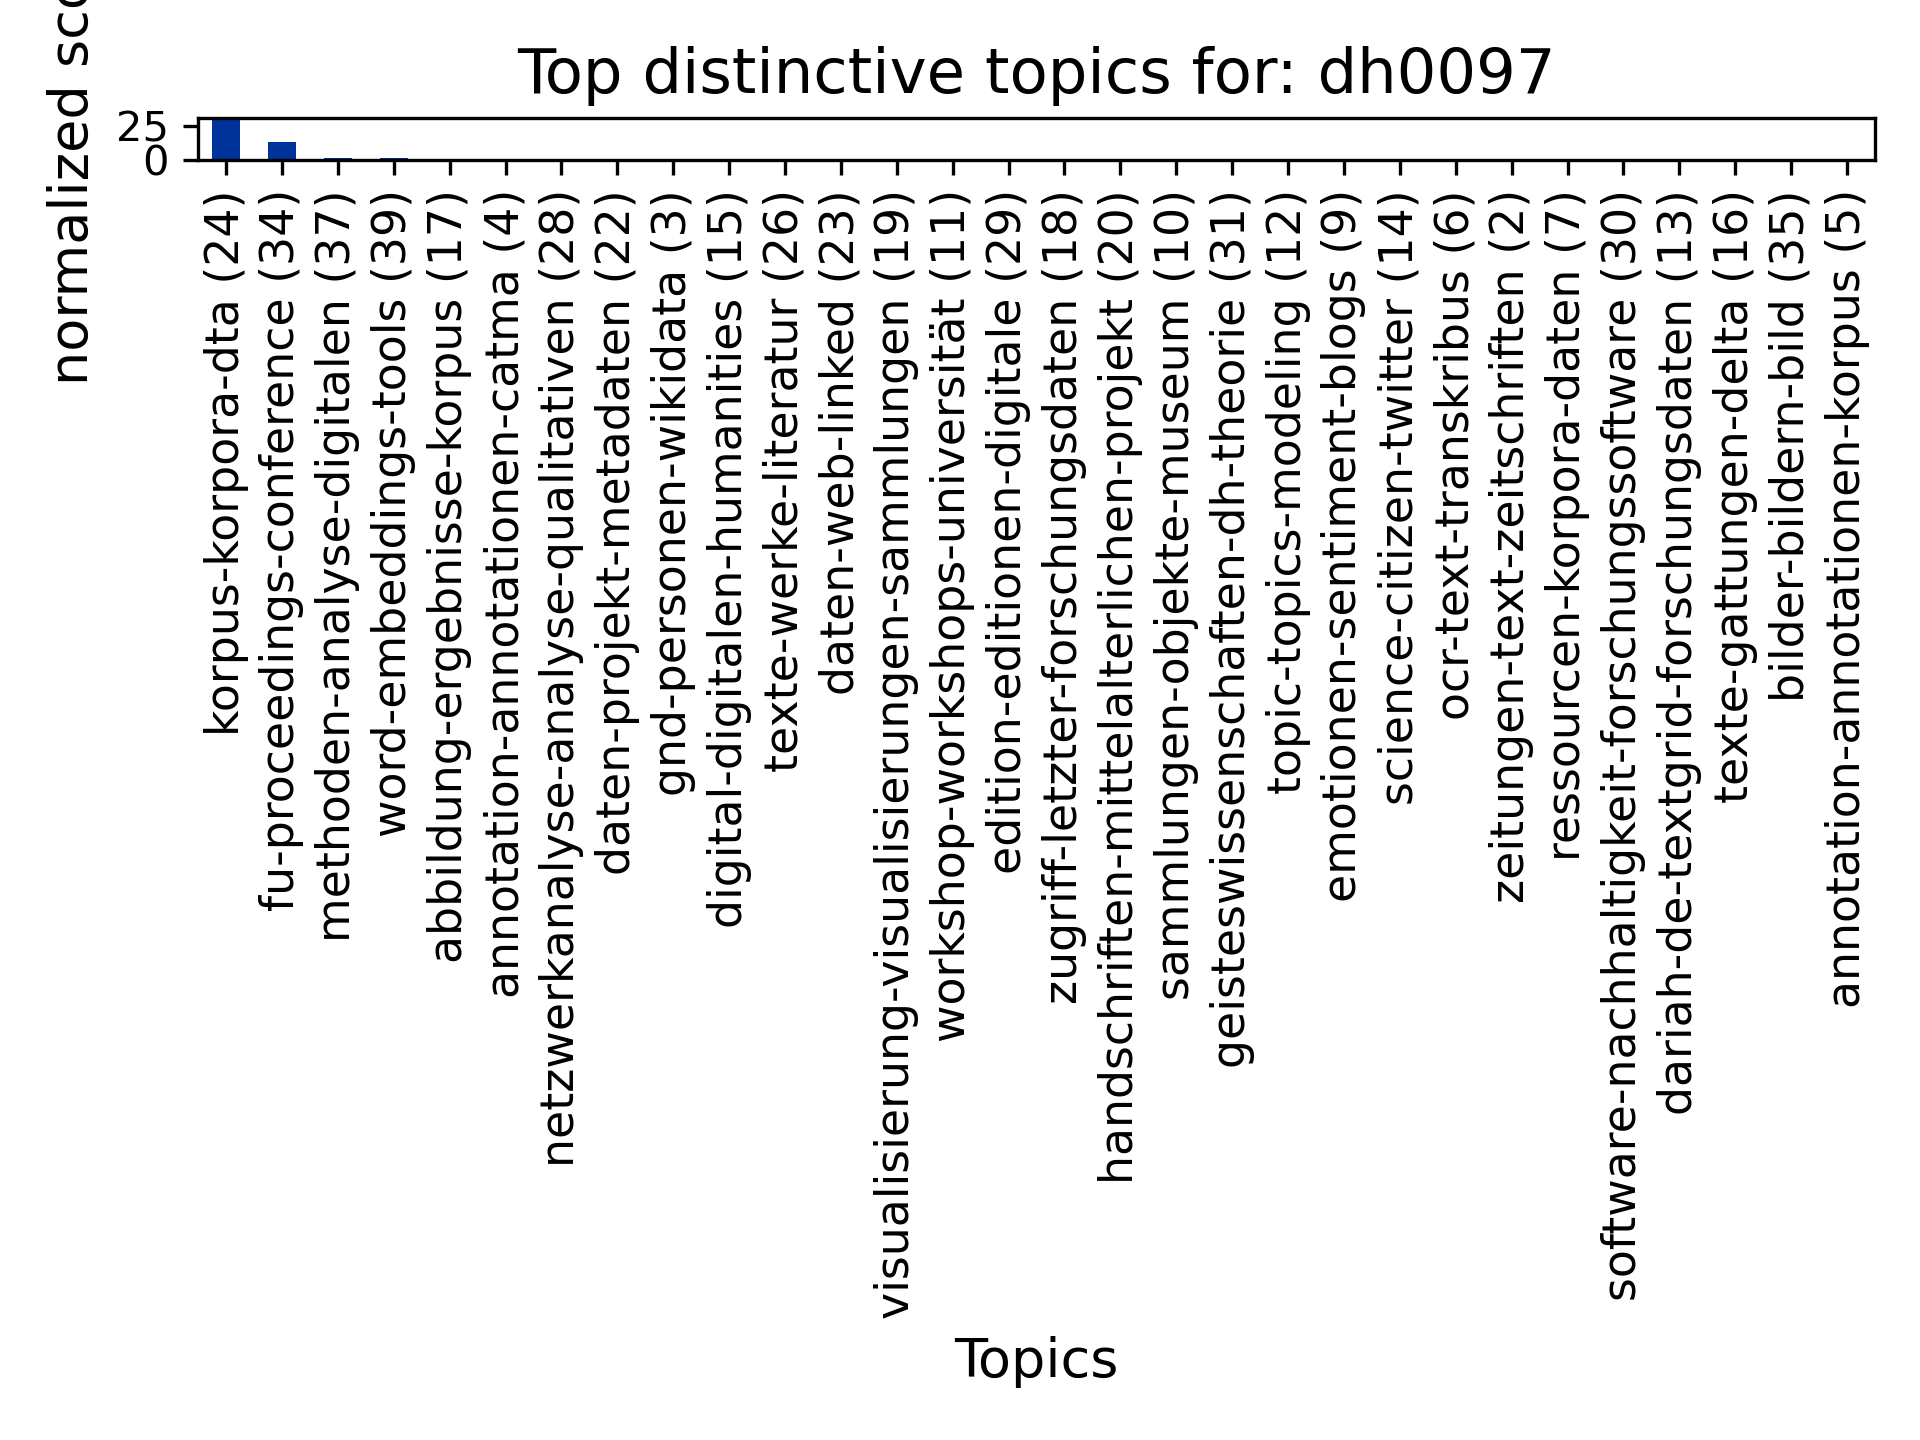 Top distinctive topics for: dh0097
normalized
25
0
korpus-korpora-dta (24)
fu-proceedings-conference (34)
methoden-analyse-digitalen (37)
word-embeddings-tools (39)
abbildung-ergebnisse-korpus (17)
annotation-annotationen-catma (4)
netzwerkanalyse-analyse-qualitativen (28)
daten-projekt-metadaten (22)
gnd-personen-wikidata (3)
digital-digitalen-humanities (15)
texte-werke-literatur (26)
daten-web-linked (23)
visualisierung-visualisierungen-sammlungen (19)
workshop-workshops-universität (11)
edition-editionen-digitale (29)
zugriff-letzter-forschungsdaten (18)
handschriften-mittelalterlichen-projekt (20)
sammlungen-objekte-museum (10)
geisteswissenschaften-dh-theorie (31)
topic-topics-modeling (12)
emotionen-sentiment-blogs (9)
science-citizen-twitter (14)
ocr-text-transkribus (6)
zeitungen-text-zeitschriften (2)
ressourcen-korpora-daten (7)
software-nachhaltigkeit-forschungssoftware (30)
dariah-de-textgrid-forschungsdaten (13)
texte-gattungen-delta (16)
bilder-bildern-bild (35)
annotation-annotationen-korpus (5)
Topics